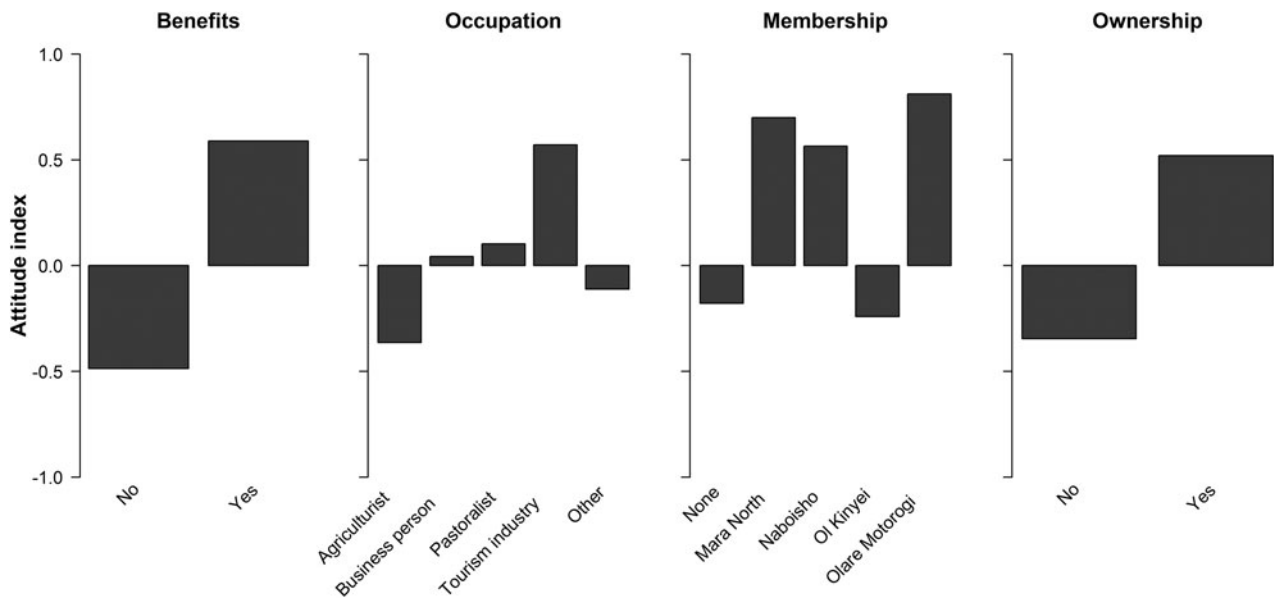 Benefits
Occupation
Membership
Ownership
Attitude index
1.0
0.5
0.0
-0.5
-1.0
No
Yes
Agriculturist
Business person
Pastoralist
Tourism industry
Other
None
Mara North
Naboisho
Ol Kinyei
Olare Motorogi
No
Yes